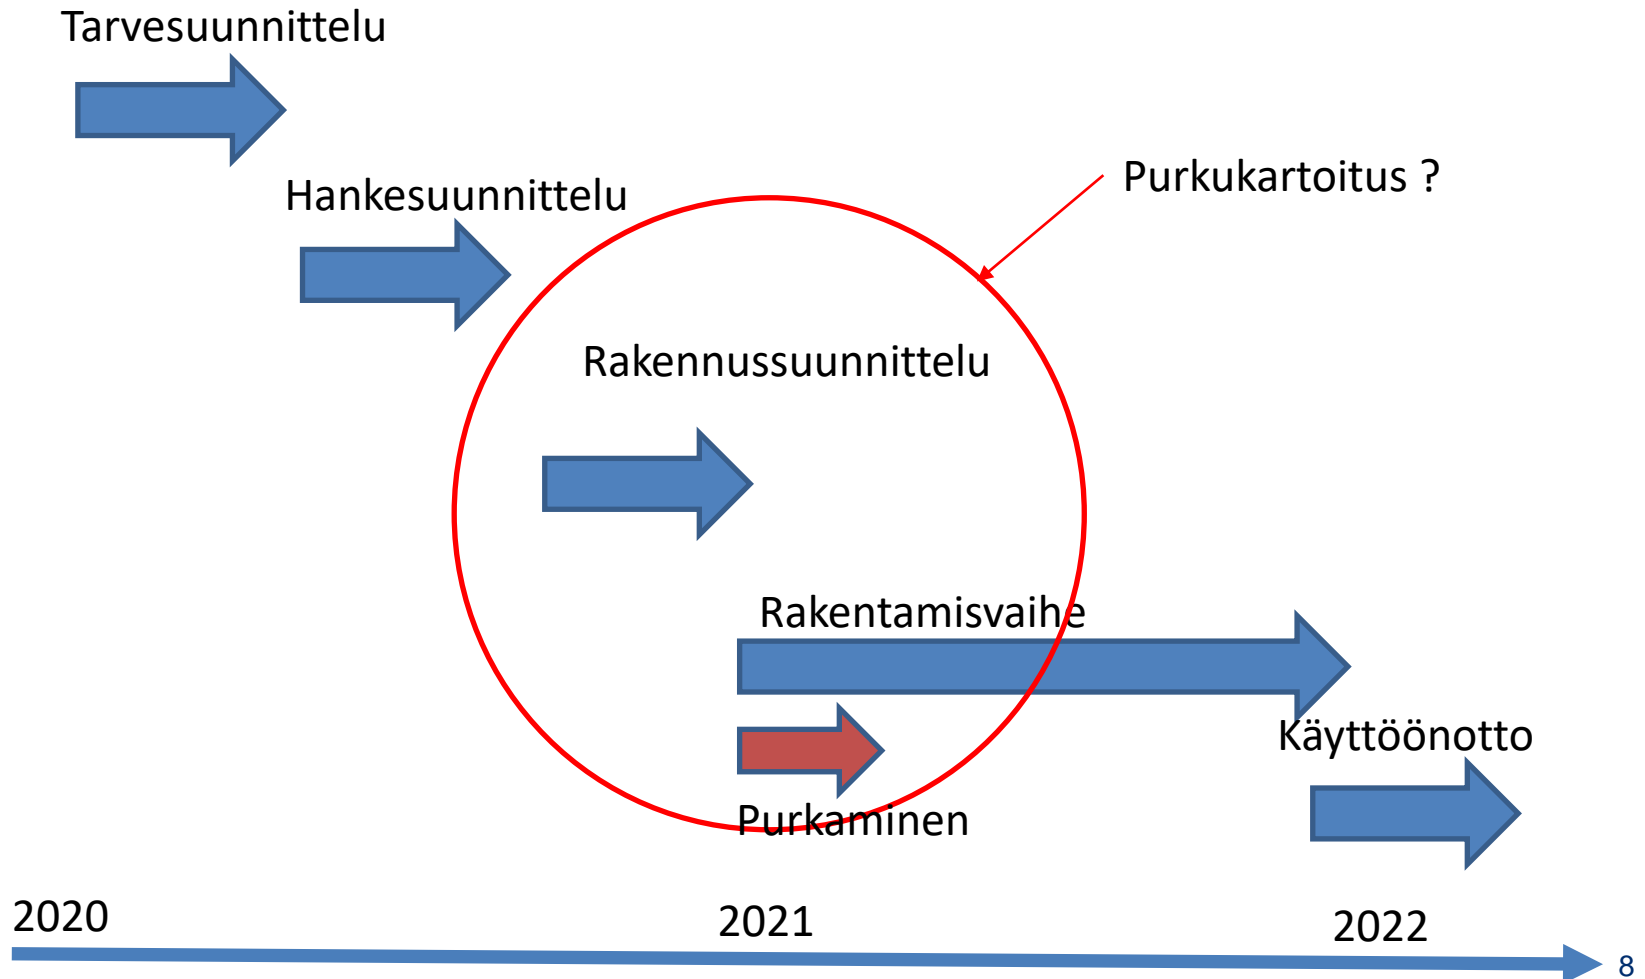 Tarvesuunnittelu
Purkukartoitus ?
Hankesuunnittelu
Rakennussuunnittelu
Rakentamisvaihe
Käyttöönotto
Purkaminen
2020
2021
2022
8